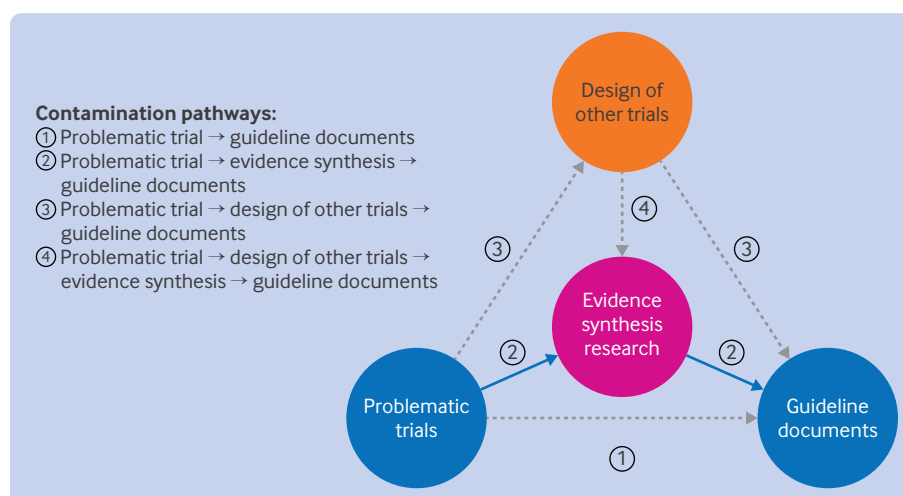 Contamination pathways:
① Problematic trial → guideline documents
② Problematic trial → evidence synthesis →
guideline documents
③ Problematic trial → design of other trials →
guideline documents
④ Problematic trial → design of other trials →
evidence synthesis → guideline documents
Design of
other trials
③
④
③
Evidence
synthesis
research
②
②
Problematic
trials
Guideline
documents
①